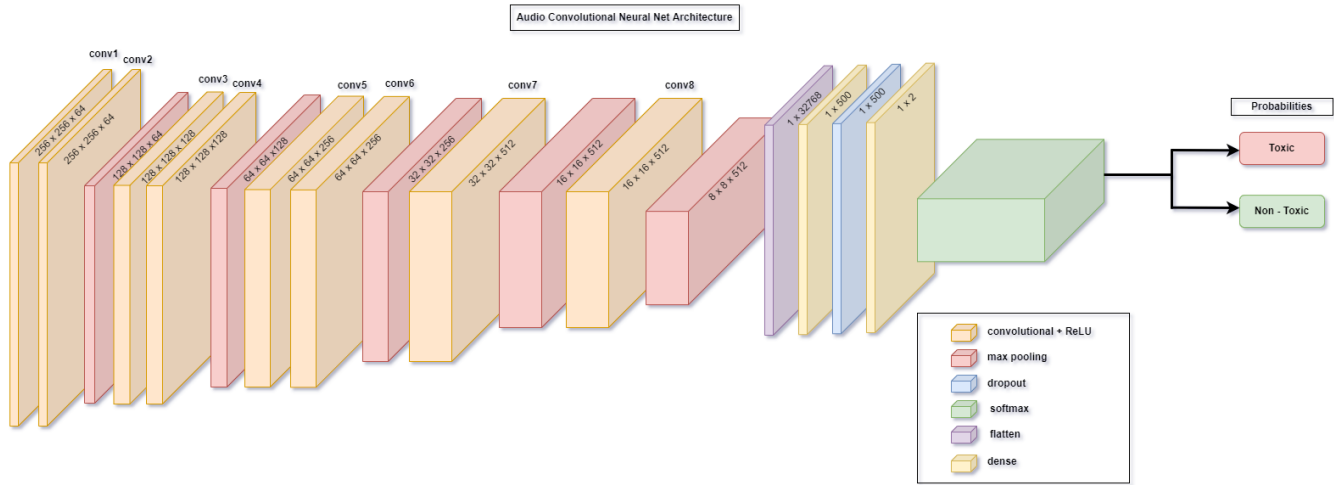 Audio Convolutional Neural Net Architecture
conv1
conv2
conv3
conv4
conv5
conv6
conv7
conv8
256 x 256 x 64
256 x 256 x 64
128 x 128 x 64
128 x 128 x 128
128 x 128 x128
64 x 64 x128
64 x 64 x 256
64 x 64 x 256
32 x 32 x 256
32 x 32 x 512
16 x 16 x 512
16 x 16 x 512
8 x 8 x 512
1 x 32768
1 x 500
1 x 500
1 x 2
Probabilities
Toxic
Non - Toxic
convolutional + ReLU
max pooling
dropout
softmax
flatten
dense